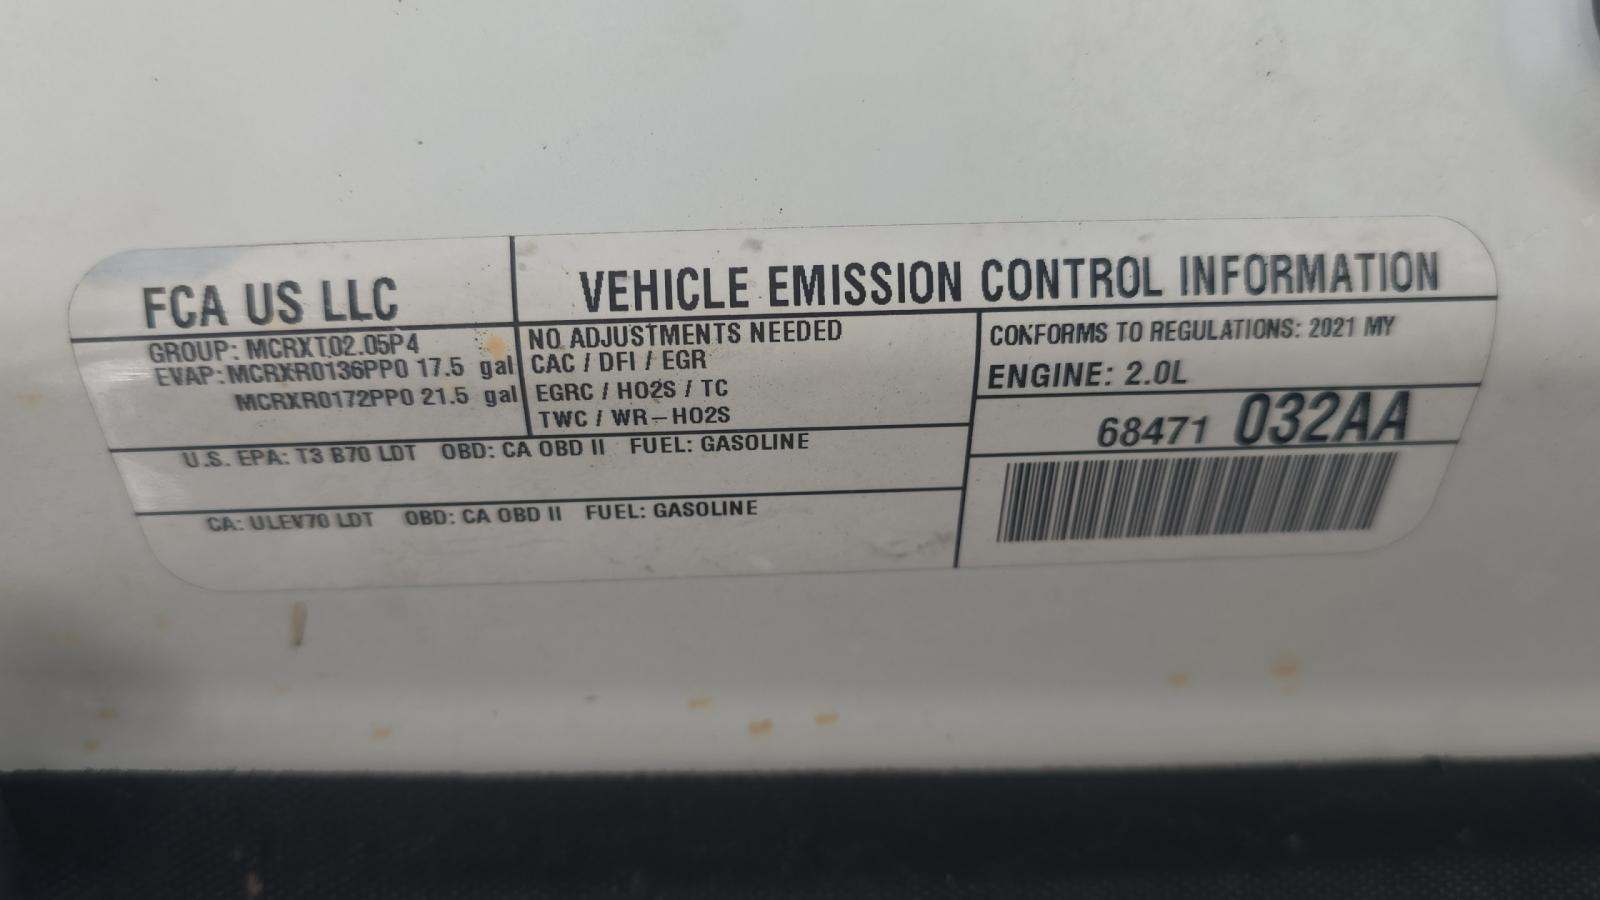 FCA US LLC
VEHICLE EMISSION CONTROL INFORMATION
GROUP: MCRXT02.05P4
EVAP: MCRXR0136PP0 17.5 gal
MCRXR0172PP0 21.5 gal
NO ADJUSTMENTS NEEDED
CAC / DFI / EGR
EGRC / HO2S / TC
TWC / WR-HO2S
CONFORMS TO REGULATIONS: 2021 MY
ENGINE: 2.0L
68471 032AA
U.S. EPA: T3 B70 LDT OBD: CA OBD II FUEL: GASOLINE
CA: ULEV70 LDT OBD: CA OBD II FUEL: GASOLINE